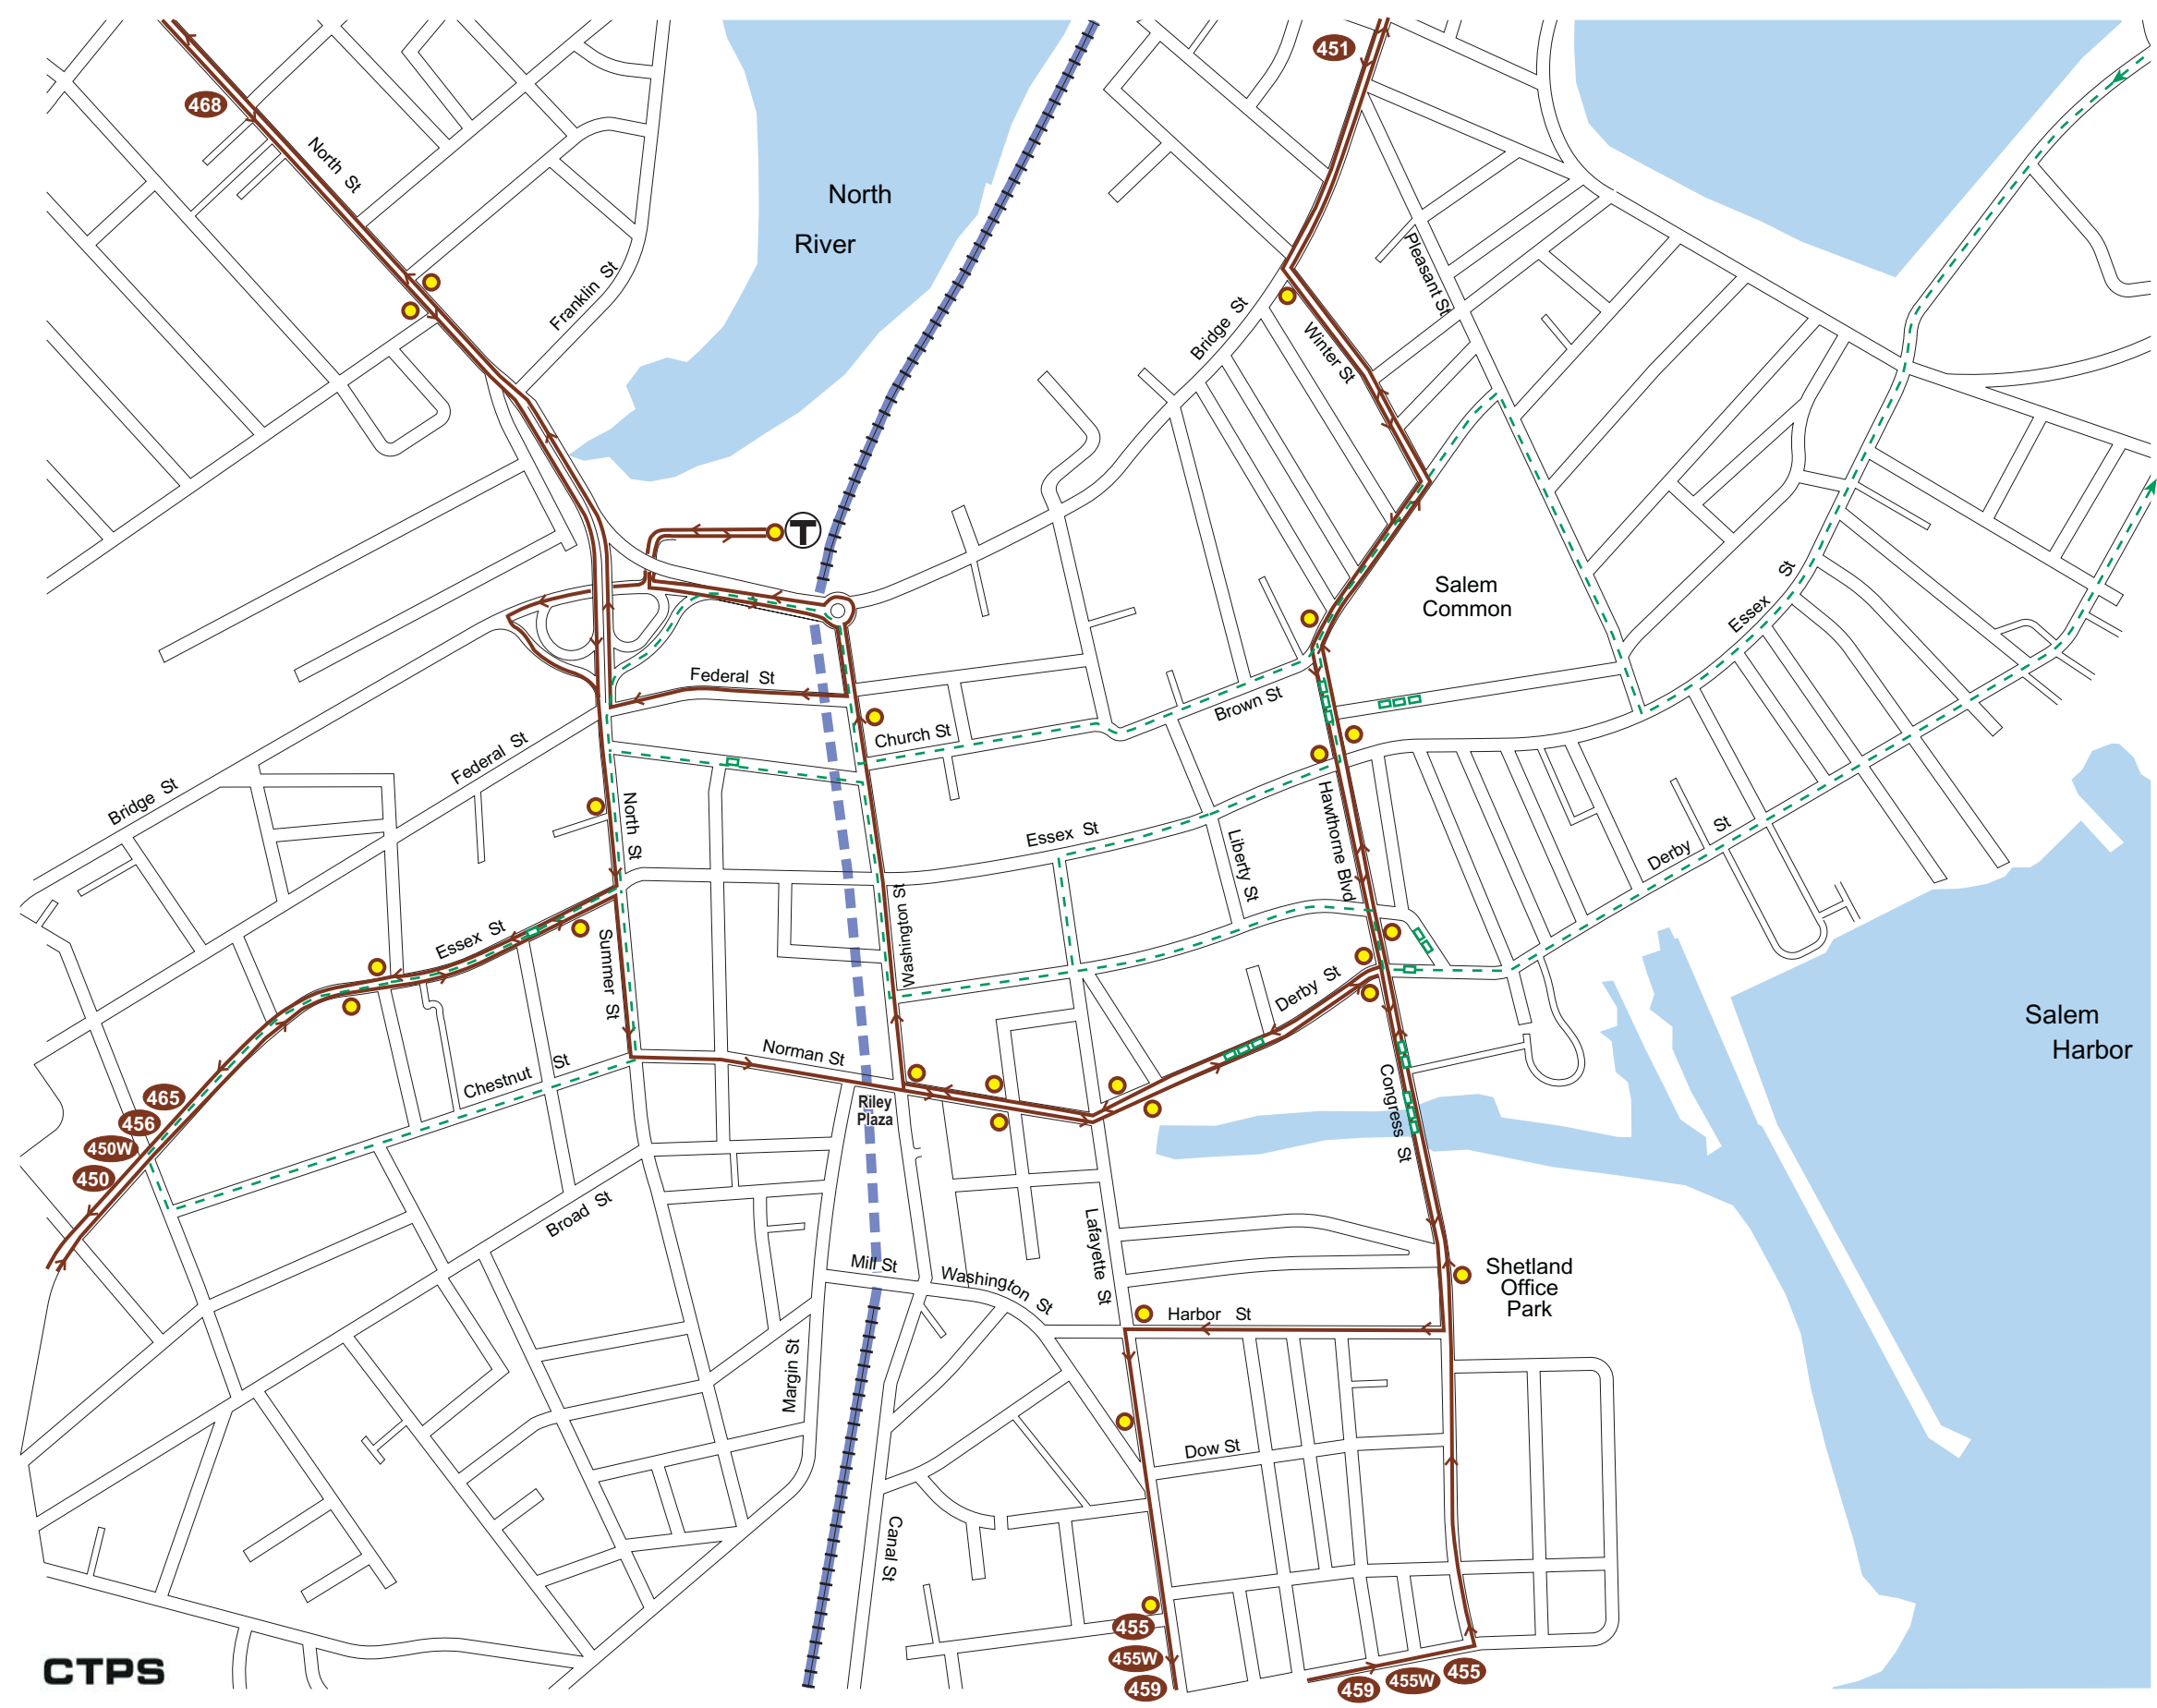 451
468
North St
North
River
Franklin St
Pleasant St
Bridge St
Winter St
T
Salem
Common
Essex St
Federal St
Brown St
Church St
Federal St
Bridge St
North St
Hawthorne Blvd
Essex St
Liberty St
Derby St
Washington St
Essex St
Summer St
Derby St
Salem
Harbor
Norman St
Chestnut St
Congress St
465
456
450W
450
Riley
Plaza
Broad St
Lafayette St
Mill St
Washington St
Shetland
Office
Park
Harbor St
Margin St
Dow St
Canal St
455
455W
459
459
455W
455
CTPS